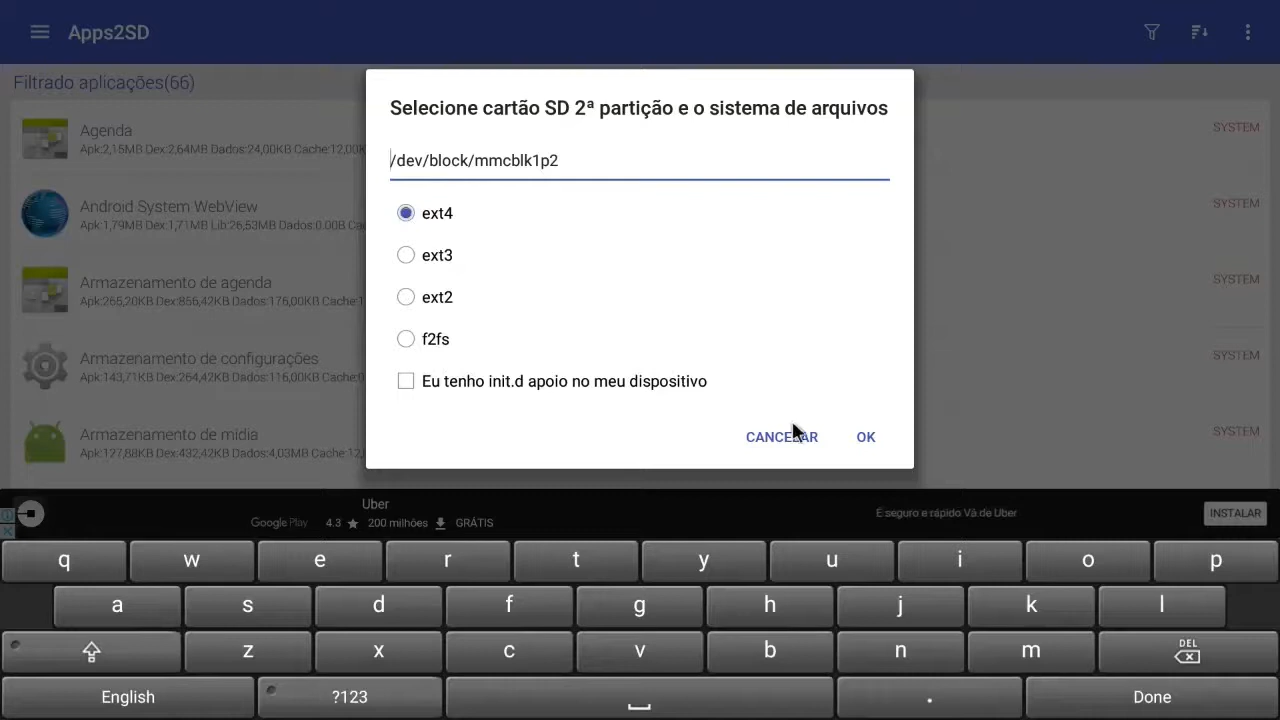 Apps2SD
Filtrado aplicações(66)
Selecione cartão SD 2ª partição e o sistema de arquivos
/dev/block/mmcblk1p2
ext4
ext3
ext2
f2fs
Eu tenho init.d apoio no meu dispositivo
CANCELAR OK
Agenda
Apk:2,15MB Dex:2,64MB Dados:24,00KB Cache:12,00K
SYSTEM
Android System WebView
Apk:1,79MB Dex:1,71MB Lib:26,53MB Dados:0.00B Ca
SYSTEM
Armazenamento de agenda
Apk:265,20KB Dex:856,42KB Dados:176,00KB Cache:1
SYSTEM
Armazenamento de configurações
Apk:143,71KB Dex:264,42KB Dados:116,00KB Cache:
SYSTEM
Armazenamento de mídia
Apk:127,88KB Dex:432,42KB Dados:4,03MB Cache:12,
SYSTEM
Uber
Google Play 4.3 200 milhões GRÁTIS
É seguro e rápido Vá de Uber
INSTALAR
q w e r t y u i o p
a s d f g h j k l
z x c v b n m DEL
English ?123 . Done